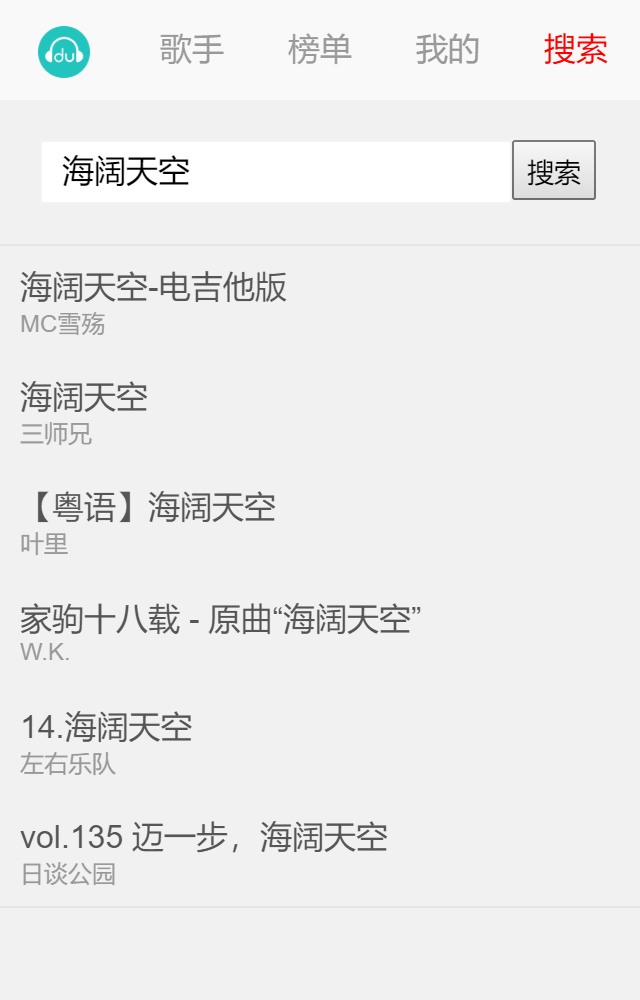 du 歌手 榜单 我的 搜索
海阔天空 搜索
海阔天空-电吉他版
MC雪殇
海阔天空
三师兄
【粤语】海阔天空
叶里
家驹十八载 - 原曲“海阔天空”
W.K.
14.海阔天空
左右乐队
vol.135 迈一步，海阔天空
日谈公园